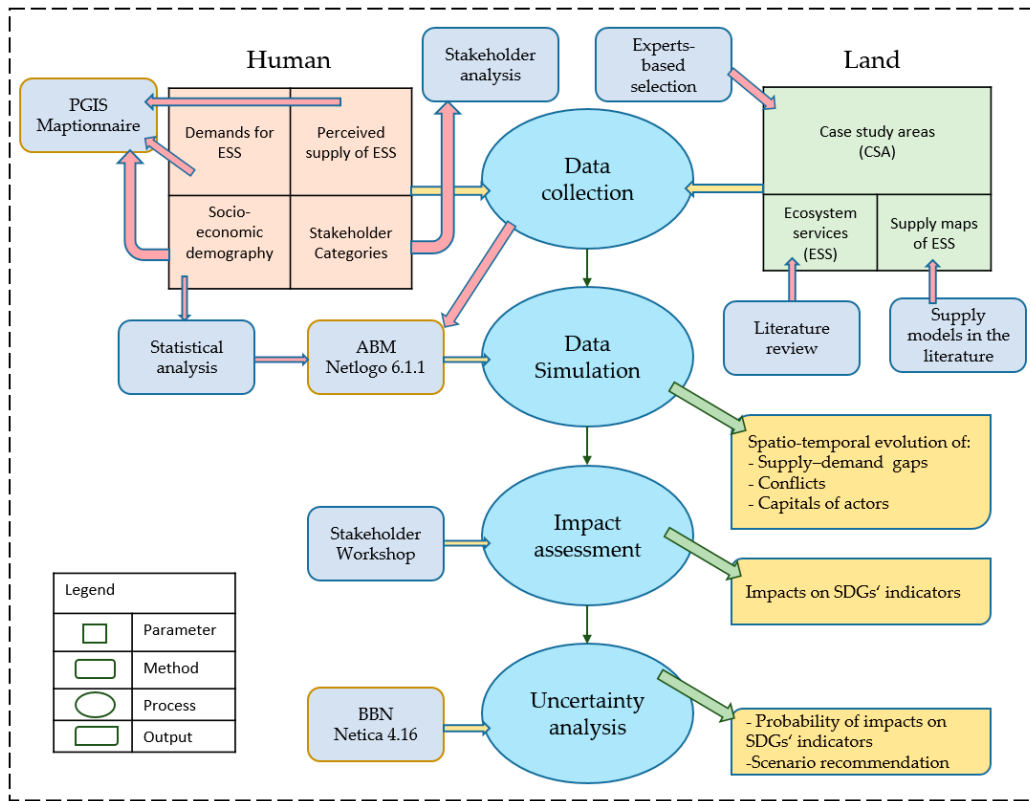 Human
Stakeholder
analysis
Experts-
based
selection
Land
PGIS
Maptionnaire
Demands for
ESS
Perceived
supply of ESS
Socio-
economic
demography
Stakeholder
Categories
Data
collection
Case study areas
(CSA)
Ecosystem
services
(ESS)
Supply maps
of ESS
Statistical
analysis
ABM
Netlogo 6.1.1
Data
Simulation
Literature
review
Supply
models in the
literature
Spatio-temporal evolution of:
- Supply–demand gaps
- Conflicts
- Capitals of actors
Stakeholder
Workshop
Impact
assessment
Impacts on SDGs‘ indicators
Legend
Parameter
Method
Process
Output
BBN
Netica 4.16
Uncertainty
analysis
- Probability of impacts on
SDGs‘ indicators
-Scenario recommendation